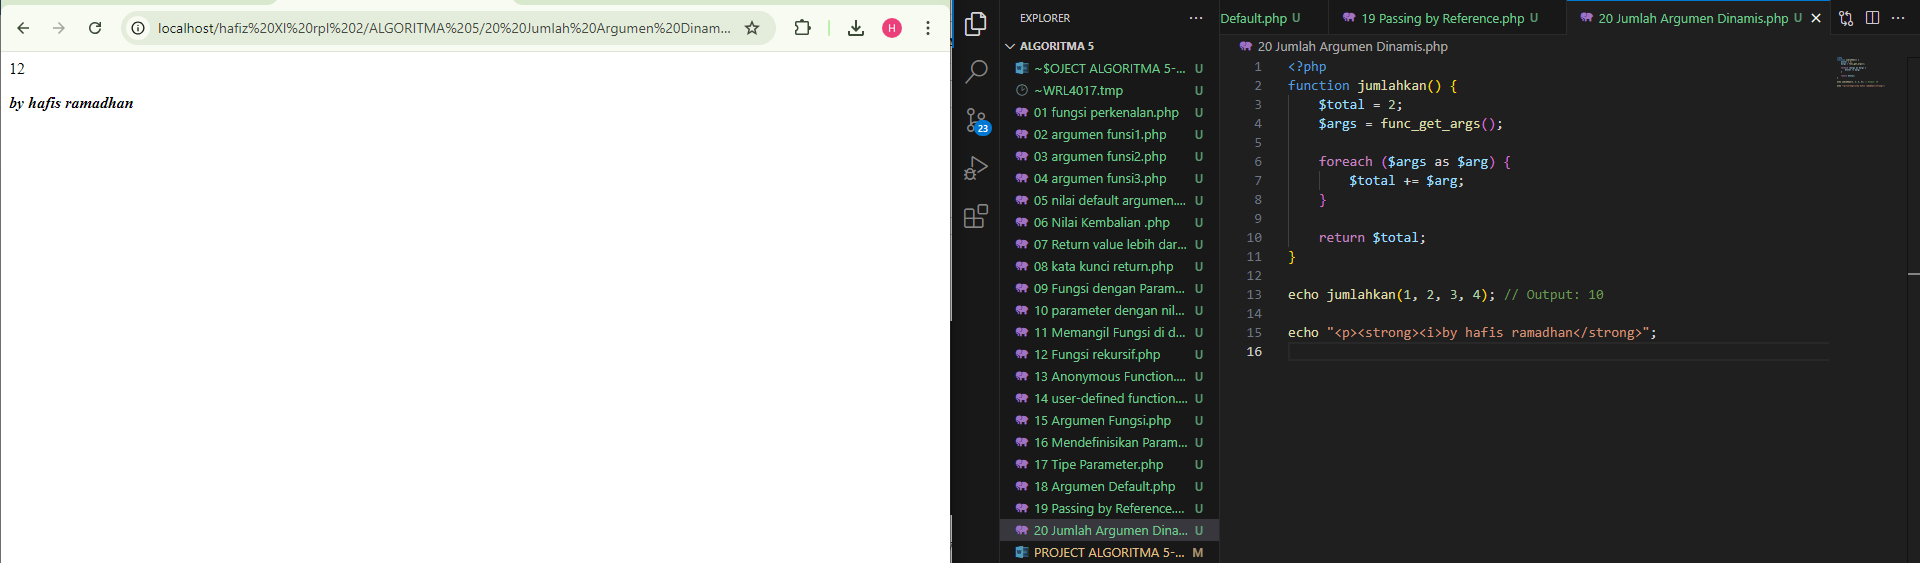 localhost/hafiz%20XI%20rpl%202/ALGORITMA%205/20%20Jumlah%20Argumen%20Dinam...
H
12
by hafis ramadhan
23
EXPLORER
ALGORITMA 5
~$OJECT ALGORITMA 5-... U
~WRL4017.tmp U
01 fungsi perkenalan.php U
02 argumen funsi1.php U
03 argumen funsi2.php U
04 argumen funsi3.php U
05 nilai default argumen.... U
06 Nilai Kembalian .php U
07 Return value lebih dar... U
08 kata kunci return.php U
09 Fungsi dengan Param... U
10 parameter dengan nil... U
11 Memangil Fungsi di d... U
12 Fungsi rekursif.php U
13 Anonymous Function.... U
14 user-defined function.... U
15 Argumen Fungsi.php U
16 Mendefinisikan Param... U
17 Tipe Parameter.php U
18 Argumen Default.php U
19 Passing by Reference.... U
20 Jumlah Argumen Dina... U
PROJECT ALGORITMA 5-... M
Default.php U 19 Passing by Reference.php U 20 Jumlah Argumen Dinamis.php U
20 Jumlah Argumen Dinamis.php
1 <?php
2 function jumlahkan() {
3 $total = 2;
4 $args = func_get_args();
5
6 foreach ($args as $arg) {
7 $total += $arg;
8 }
9
10 return $total;
11 }
12
13 echo jumlahkan(1, 2, 3, 4); // Output: 10
14
15 echo "<p><strong><i>by hafis ramadhan</strong>";
16